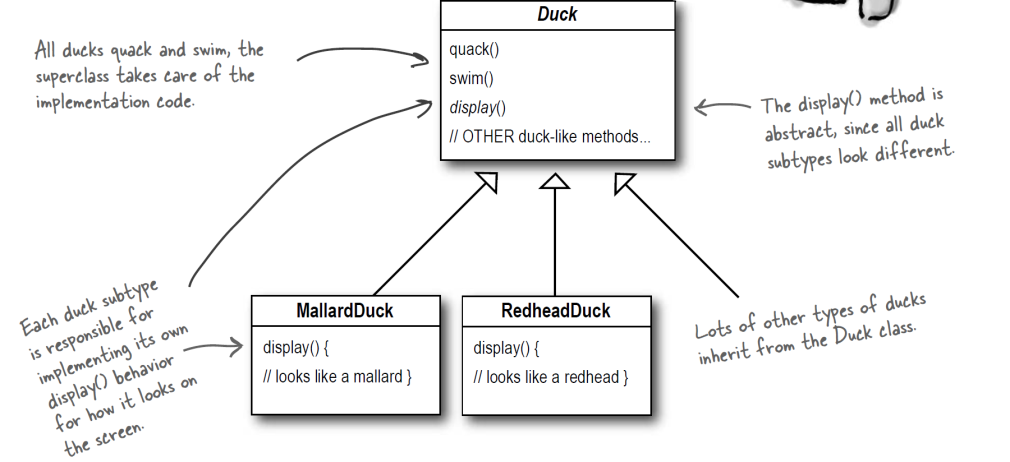 Duck
quack()
swim()
display()
// OTHER duck-like methods...
All ducks quack and swim, the
superclass takes care of the
implementation code.
The display() method is
abstract, since all duck
subtypes look different.
Each duck subtype
is responsible for
implementing its own
display() behavior
for how it looks on
the screen.
MallardDuck
display() {
// looks like a mallard }
RedheadDuck
display() {
// looks like a redhead }
Lots of other types of ducks
inherit from the Duck class.